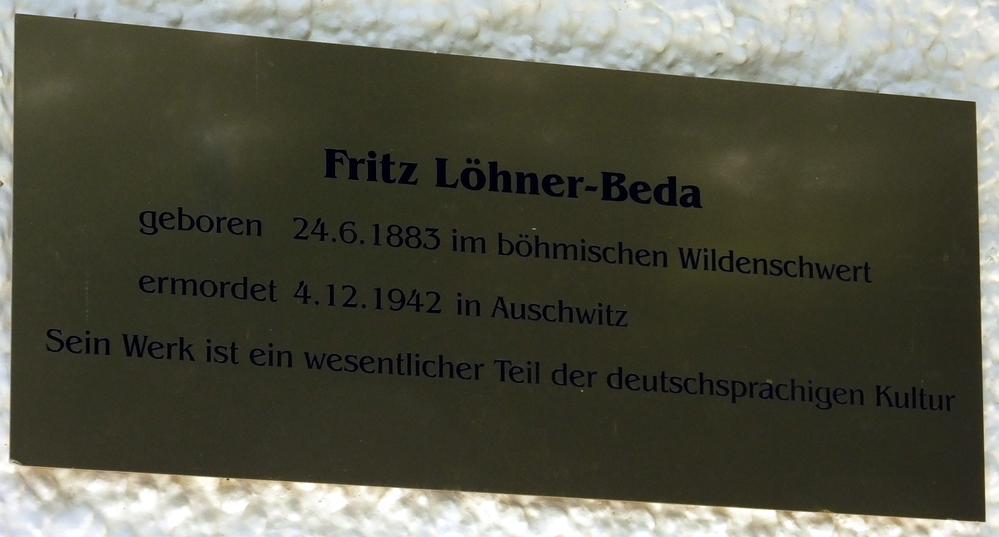 Fritz Löhner-Beda
geboren 24.6.1883 im böhmischen Wildenschwert
ermordet 4.12.1942 in Auschwitz
Sein Werk ist ein wesentlicher Teil der deutschsprachigen Kultur